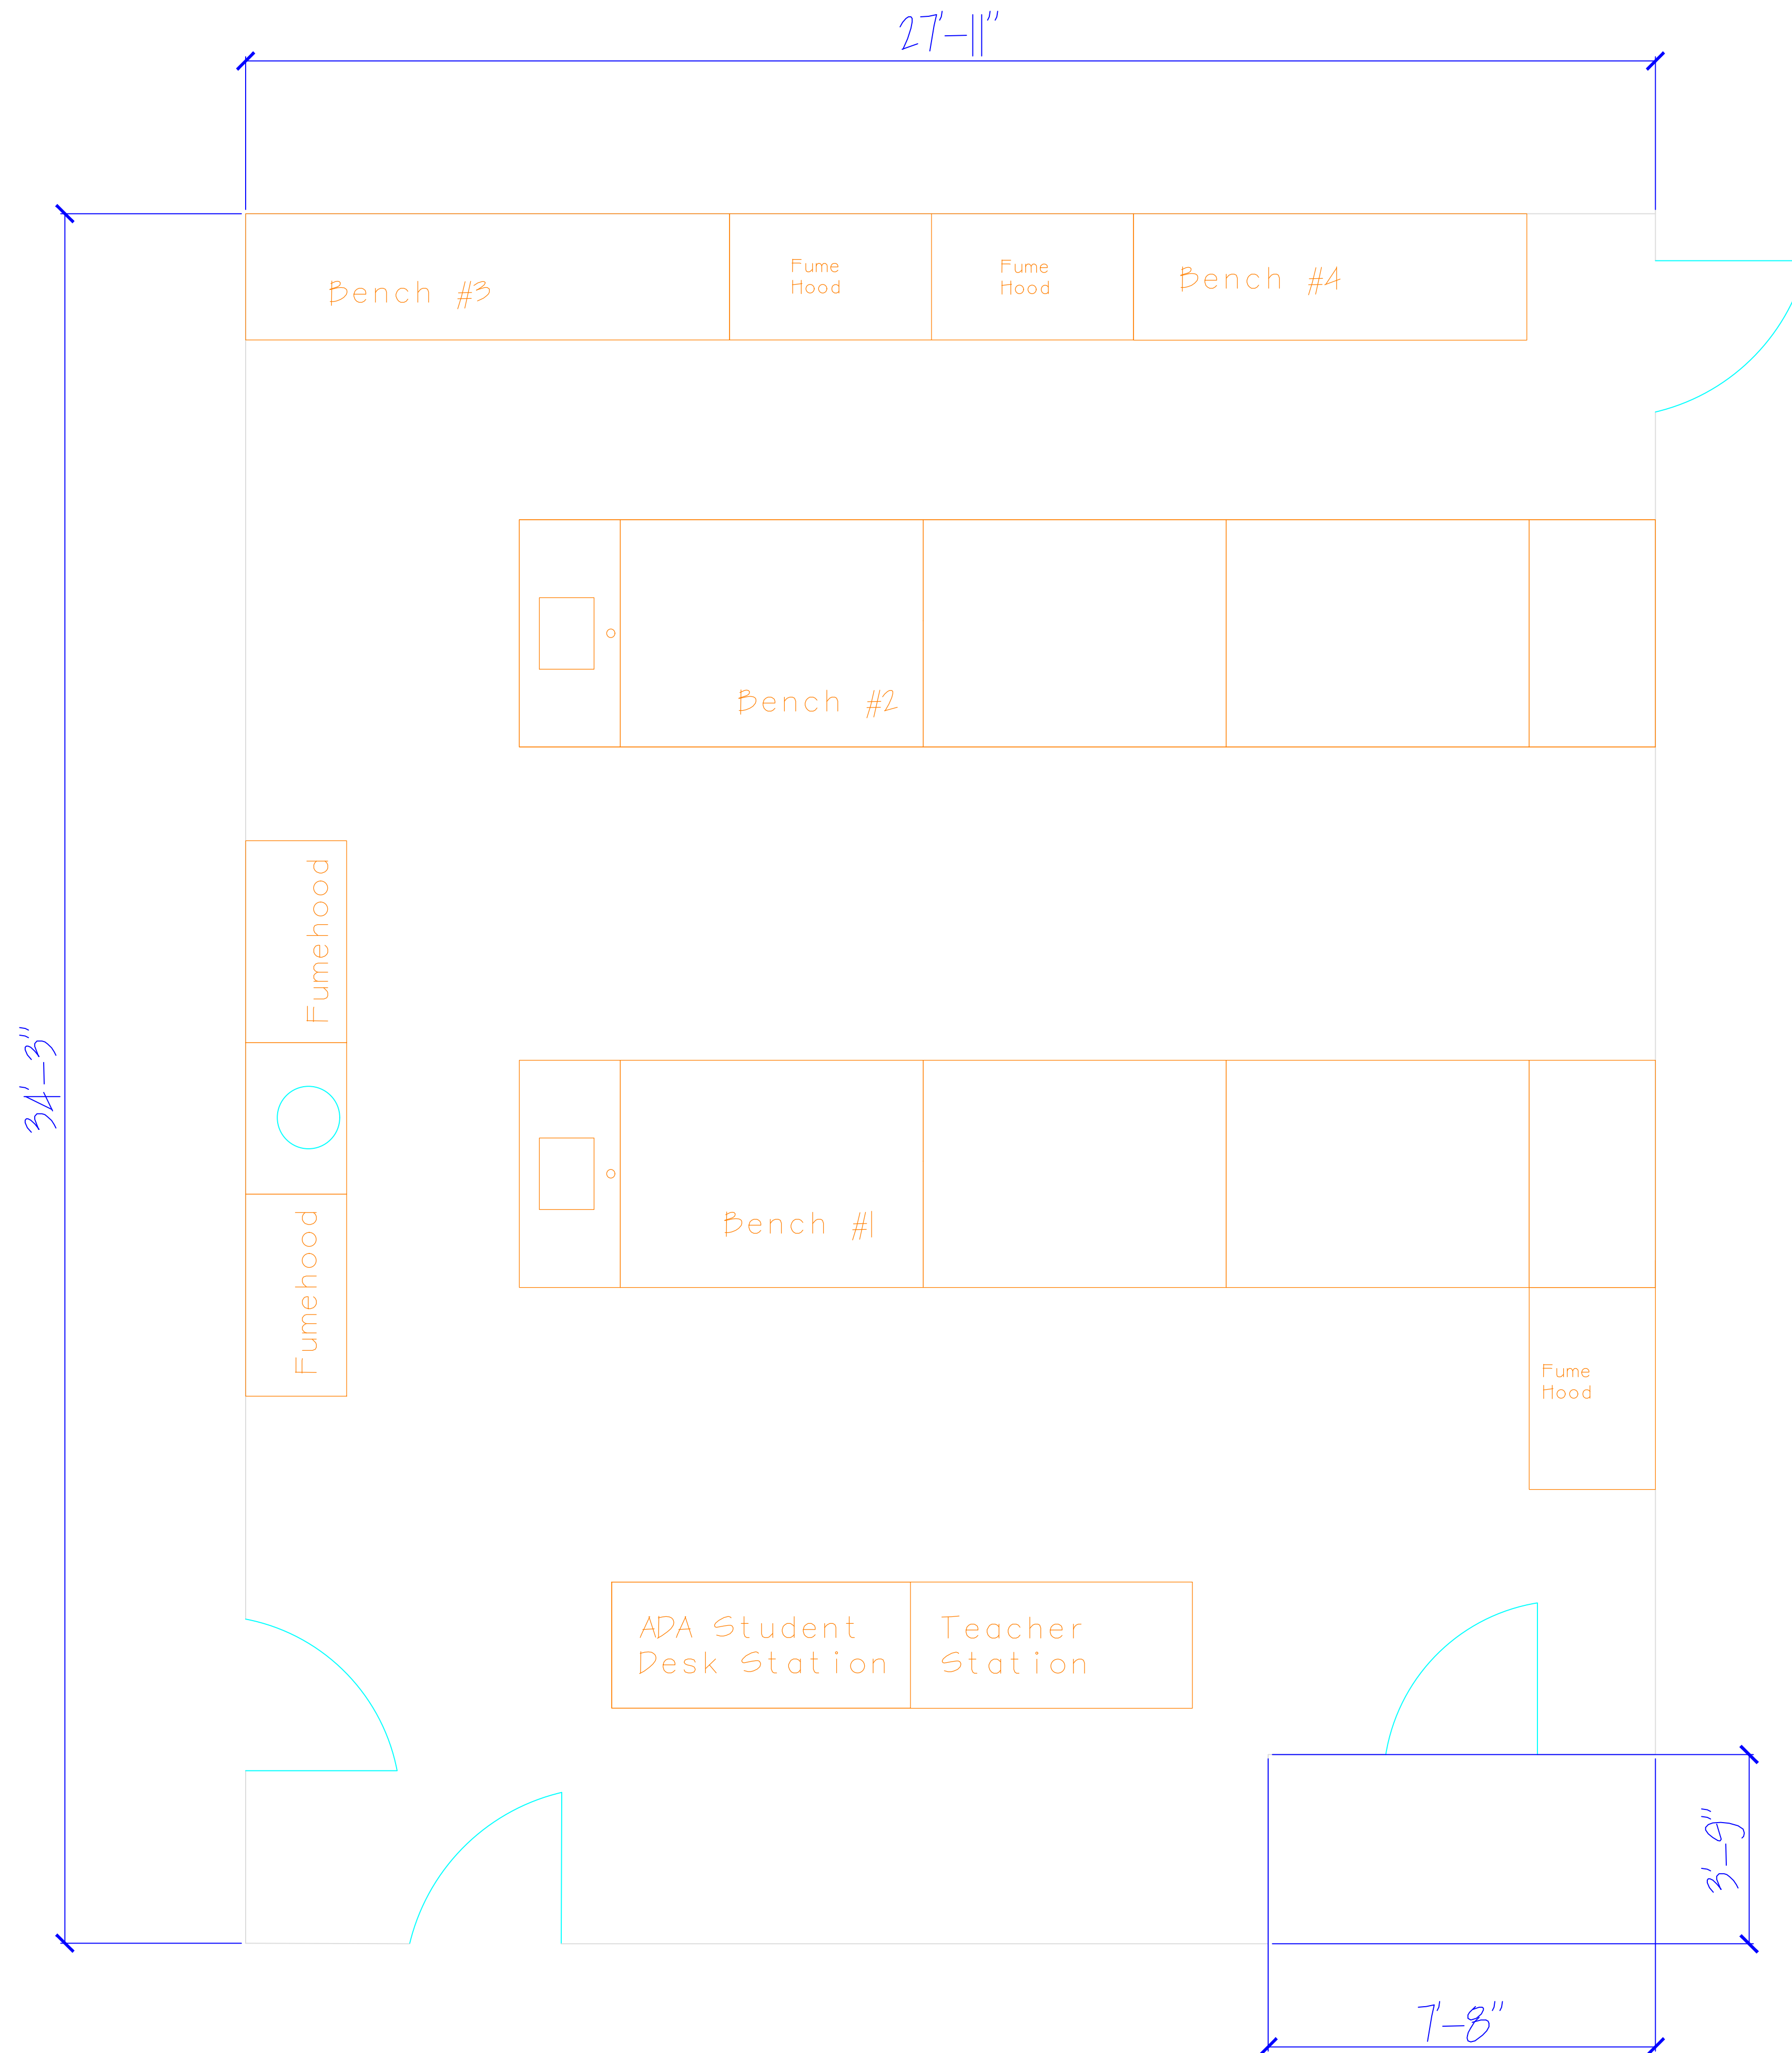 27'-11"
Bench #3
Fume
Hood
Fume
Hood
Bench #4
Bench #2
Fumehood
34'-3"
Bench #1
Fumehood
Fume
Hood
ADA Student
Desk Station
Teacher
Station
3'-9"
7'-8"